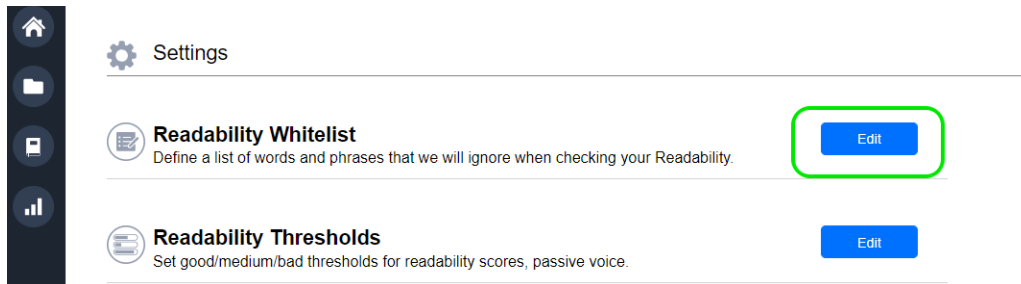 Settings
Readability Whitelist
Define a list of words and phrases that we will ignore when checking your Readability.
Edit
Readability Thresholds
Set good/medium/bad thresholds for readability scores, passive voice.
Edit